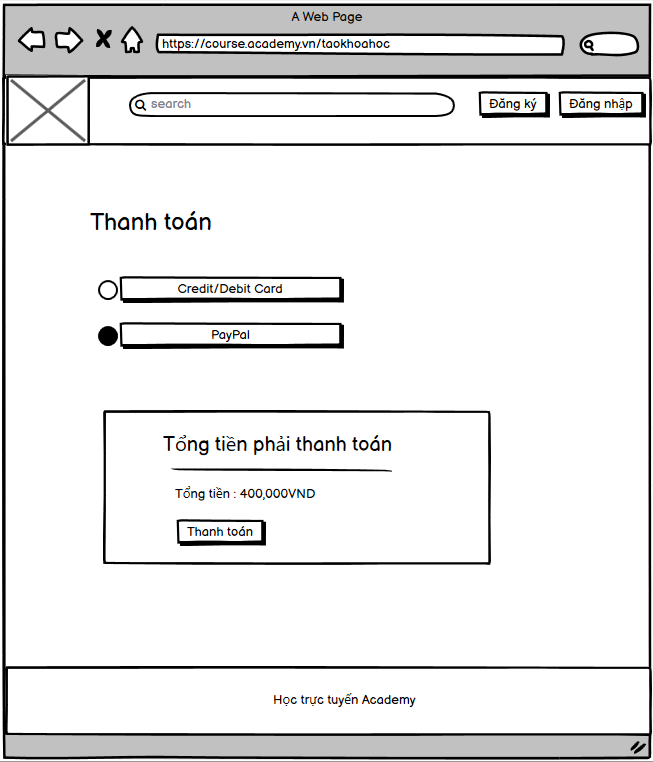 A Web Page
https://course.academy.vn/taokhoahoc
search
Đăng ký
Đăng nhập
Thanh toán
Credit/Debit Card
PayPal
Tổng tiền phải thanh toán
Tổng tiền : 400,000VND
Thanh toán
Học trực tuyến Academy